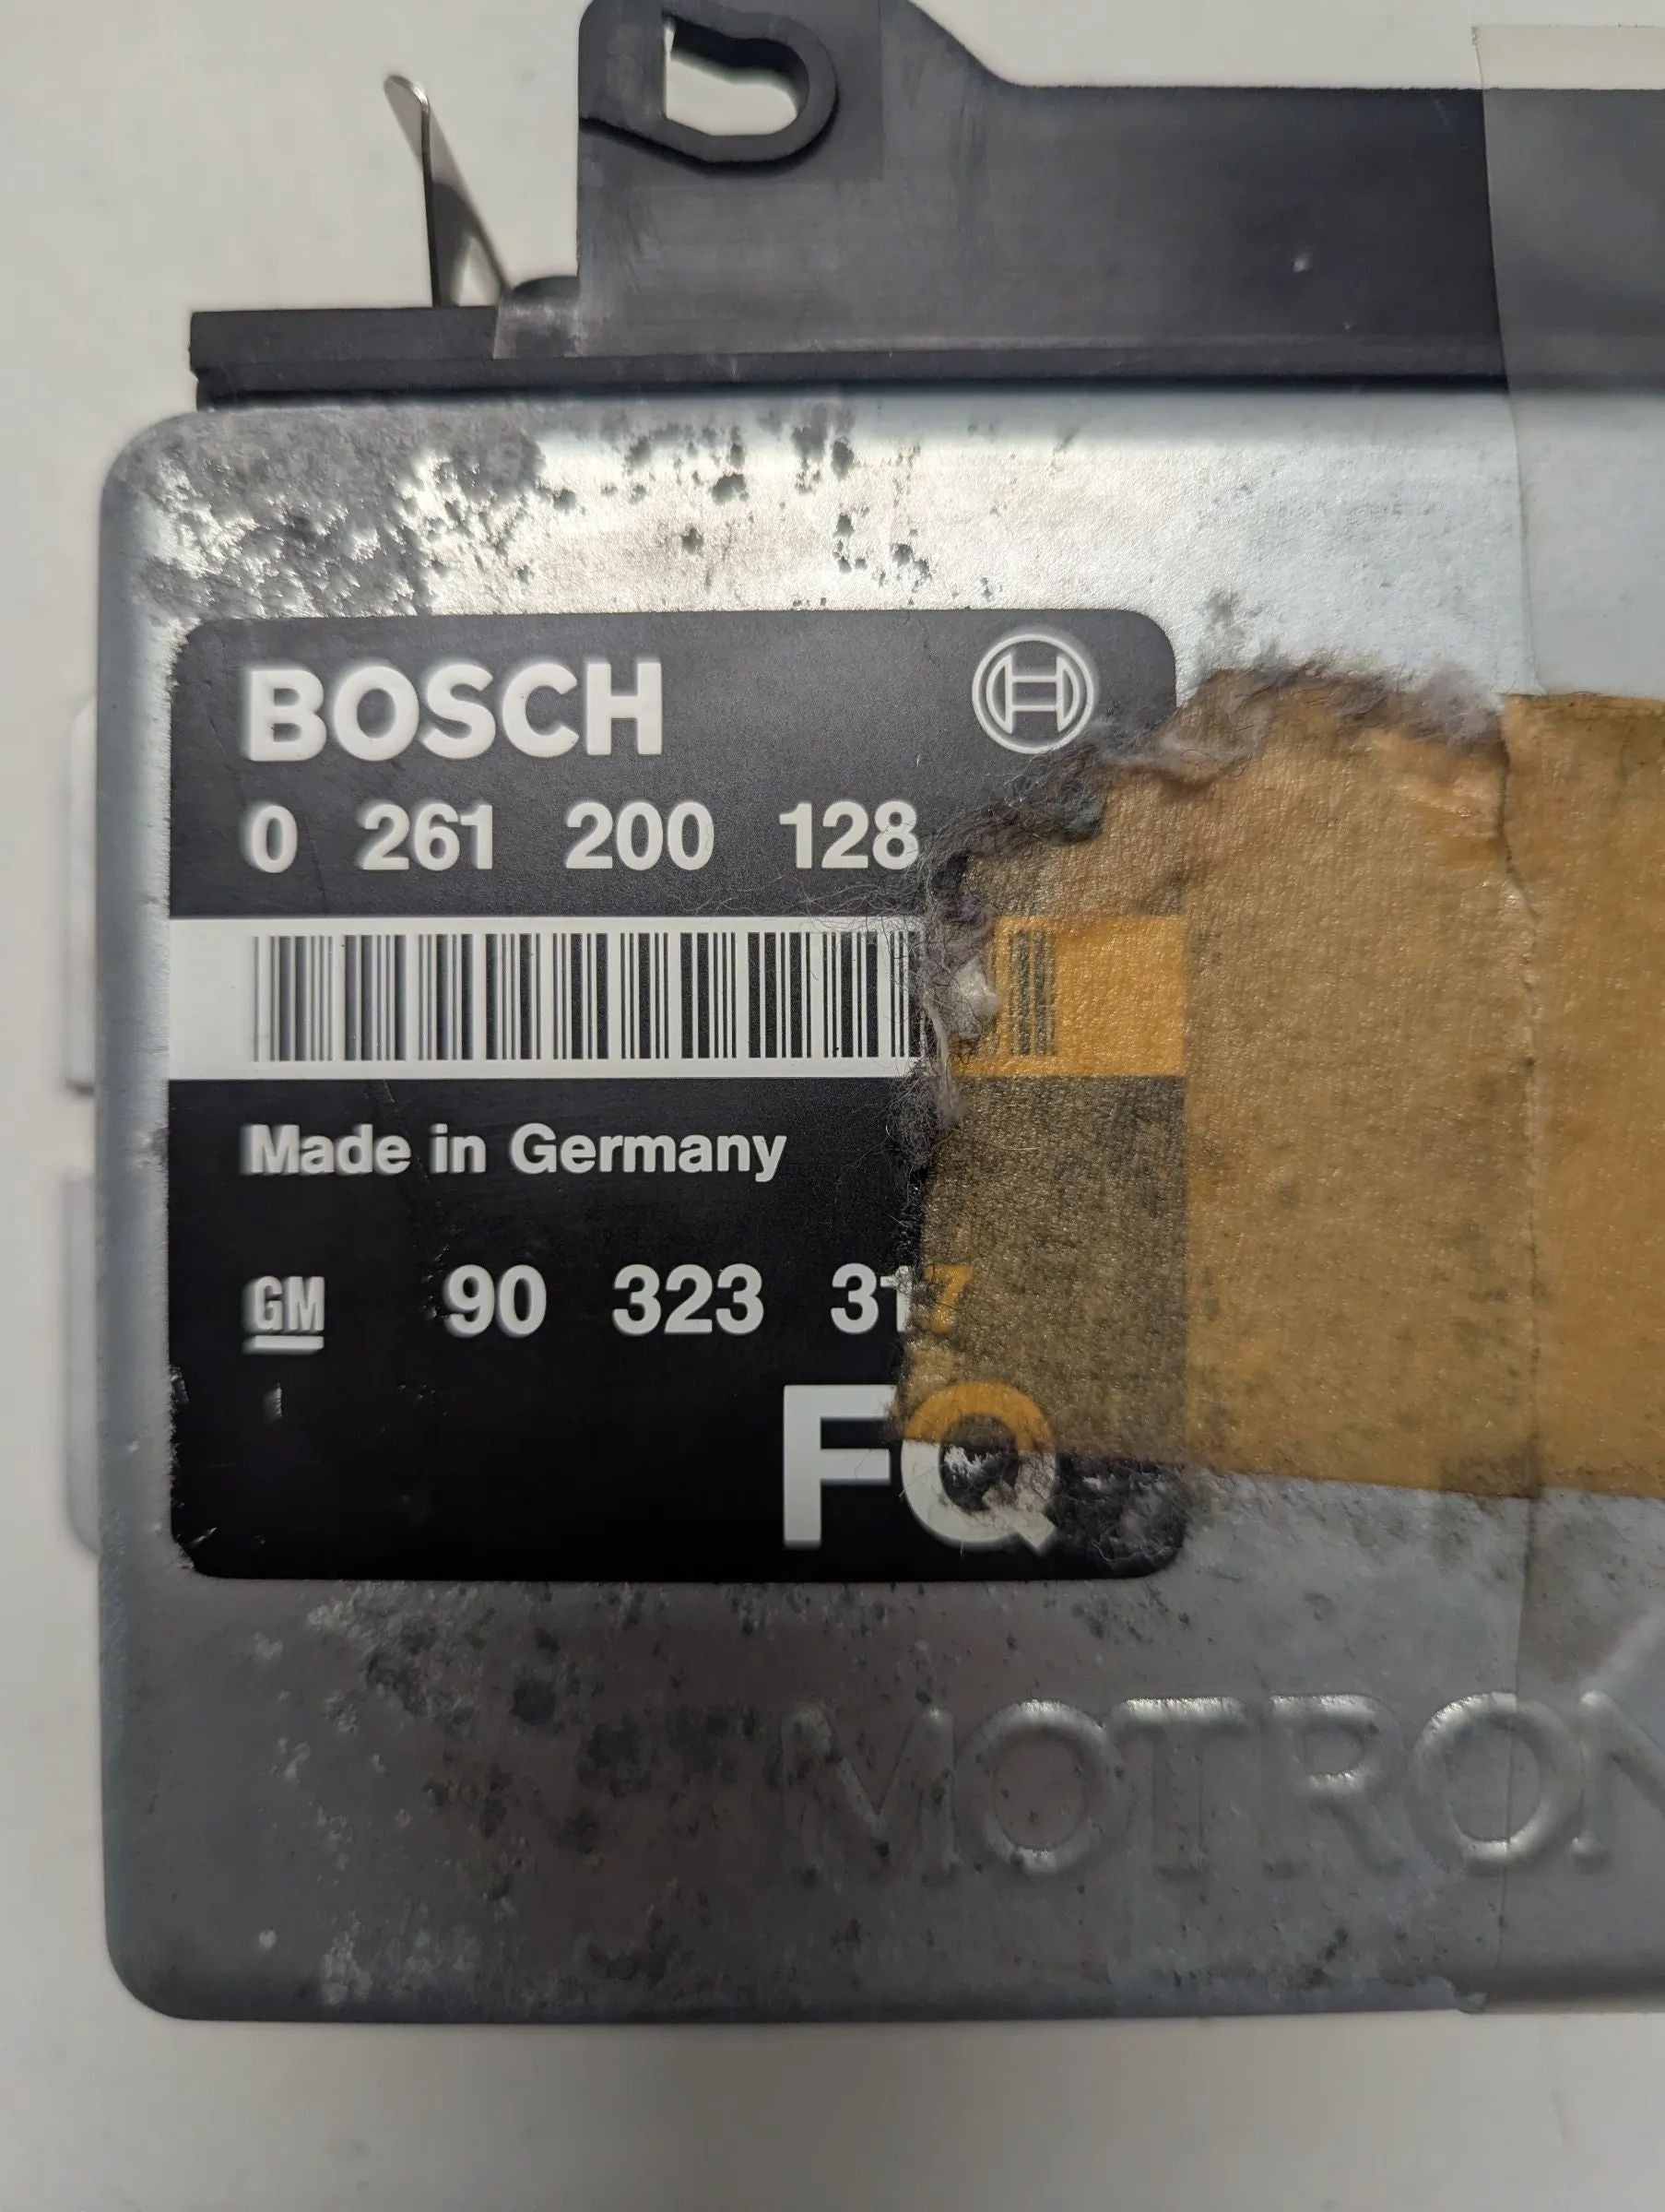 BOSCH
0 261 200 128
Made in Germany
GM 90 323 317
FQ
MOTRON